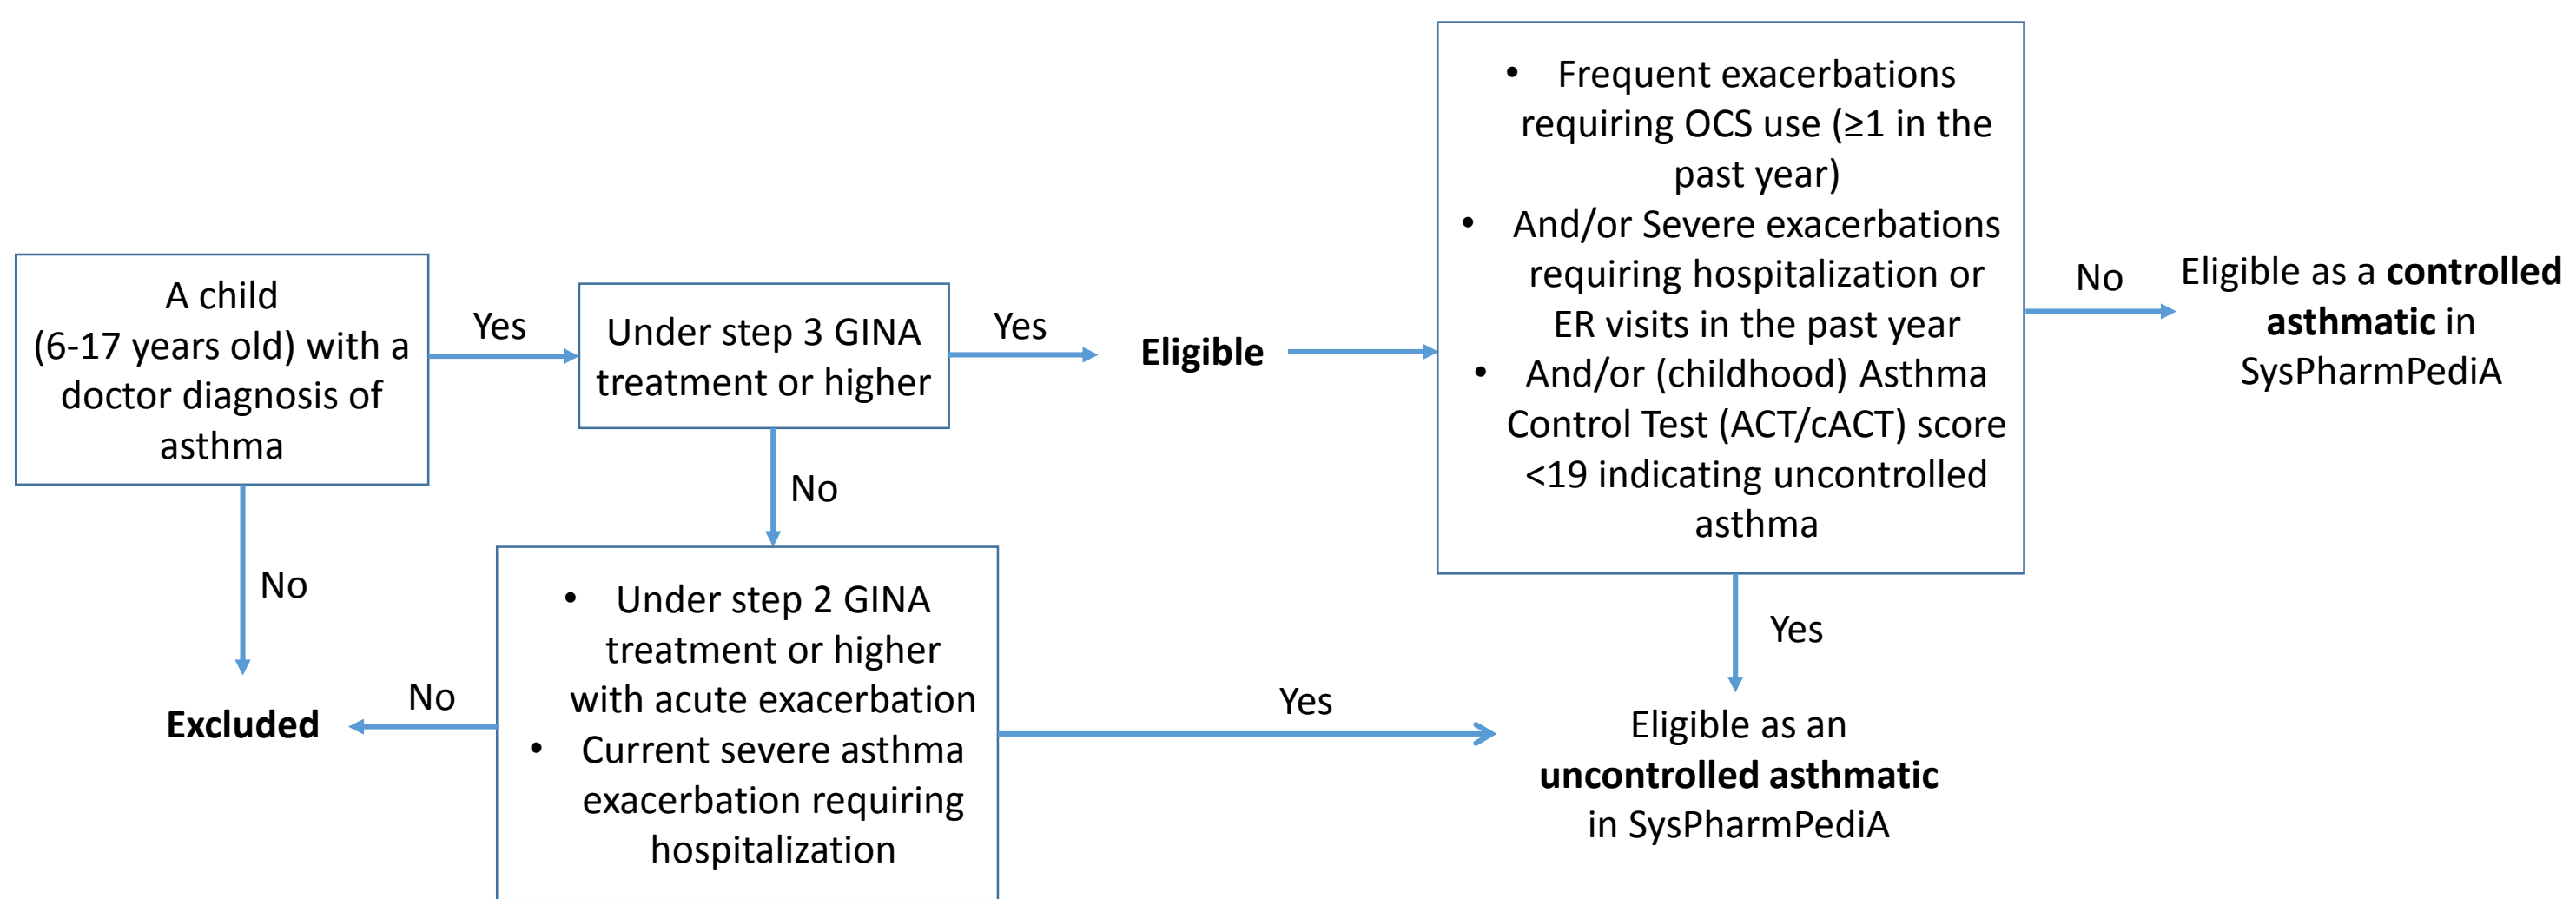 A child
(6-17 years old) with a
doctor diagnosis of
asthma
Yes
No
Under step 3 GINA
treatment or higher
Yes
No
Eligible
• Frequent exacerbations
requiring OCS use (≥1 in the
past year)
• And/or Severe exacerbations
requiring hospitalization or
ER visits in the past year
• And/or (childhood) Asthma
Control Test (ACT/cACT) score
<19 indicating uncontrolled
asthma
No
Eligible as a controlled
asthmatic in
SysPharmPediA
Yes
• Under step 2 GINA
treatment or higher
with acute exacerbation
• Current severe asthma
exacerbation requiring
hospitalization
No
Excluded
Yes
Eligible as an
uncontrolled asthmatic
in SysPharmPediA